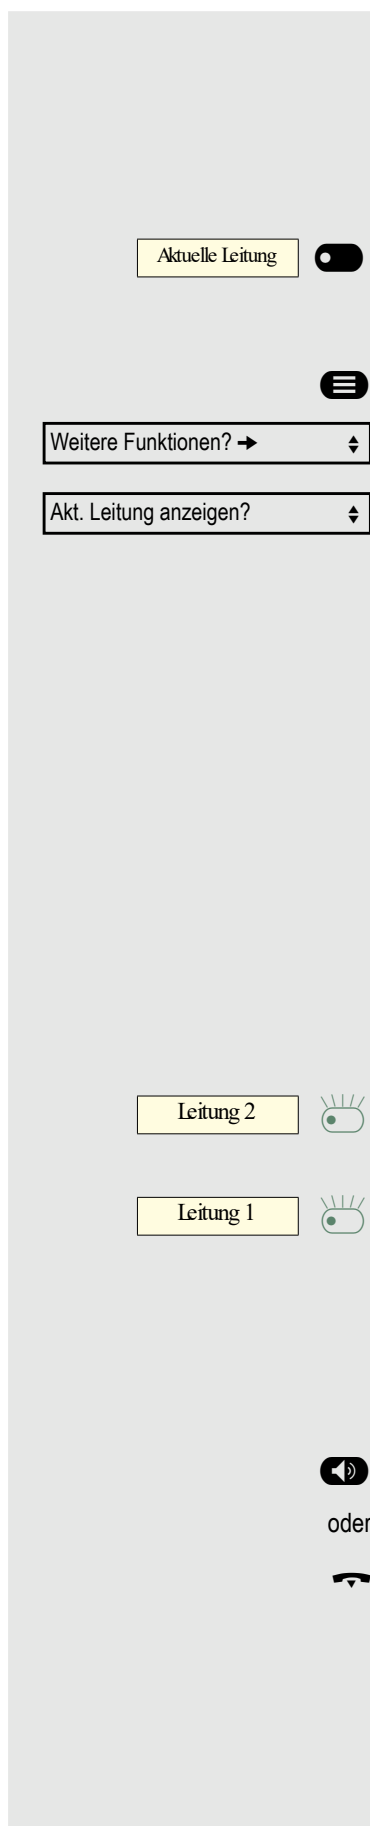 Aktuelle Leitung
Weitere Funktionen? ➔
Akt. Leitung anzeigen?
Leitung 2
Leitung 1
oder